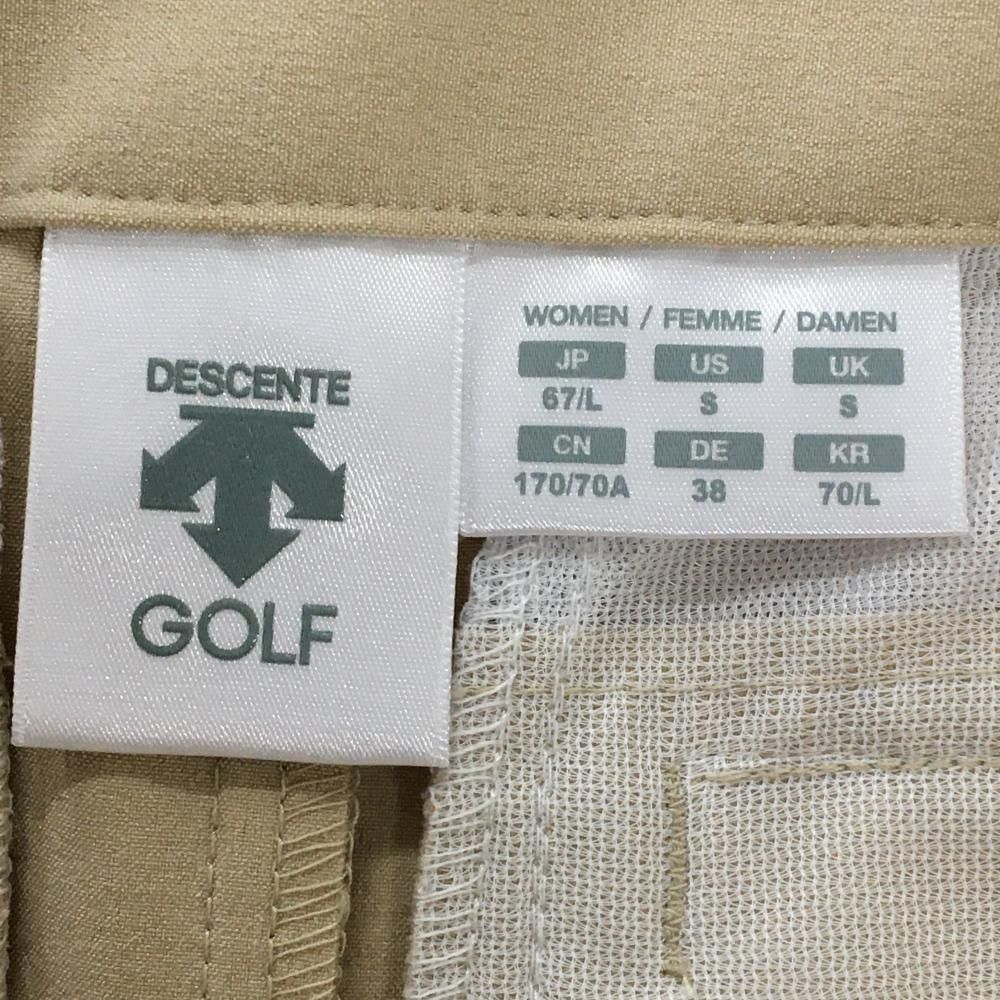 DESCENTE
GOLF
WOMEN / FEMME / DAMEN
JP US UK
67/L S S
CN DE KR
170/70A 38 70/L